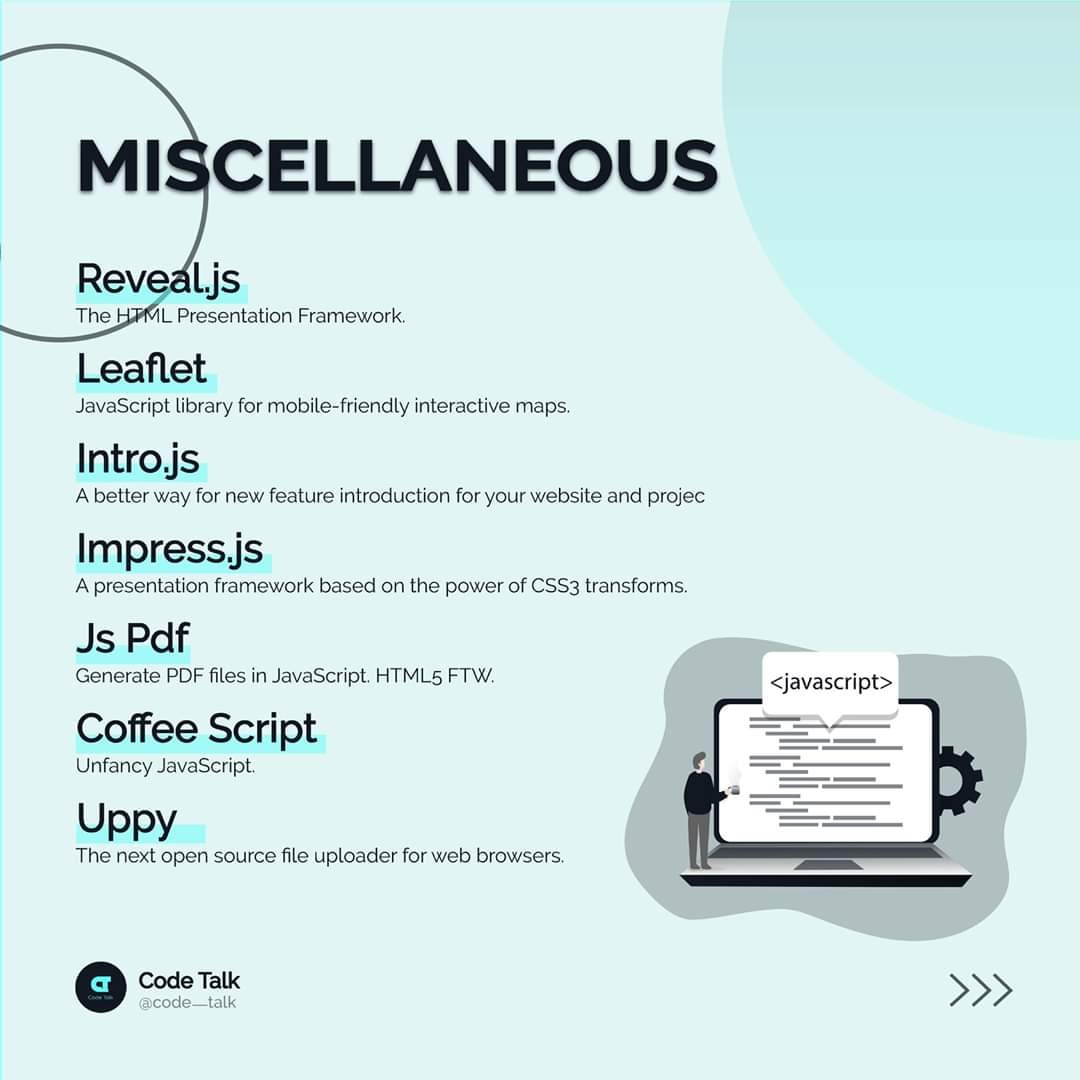 MISCELLANEOUS
Reveal.js
The HTML Presentation Framework.
Leaflet
JavaScript library for mobile-friendly interactive maps.
Intro.js
A better way for new feature introduction for your website and projec
Impress.js
A presentation framework based on the power of CSS3 transforms.
Js Pdf
Generate PDF files in JavaScript. HTML5 FTW.
<javascript>
Coffee Script
Unfancy JavaScript.
Uppy
The next open source file uploader for web browsers.
CT
Code Talk
Code Talk
@code__talk